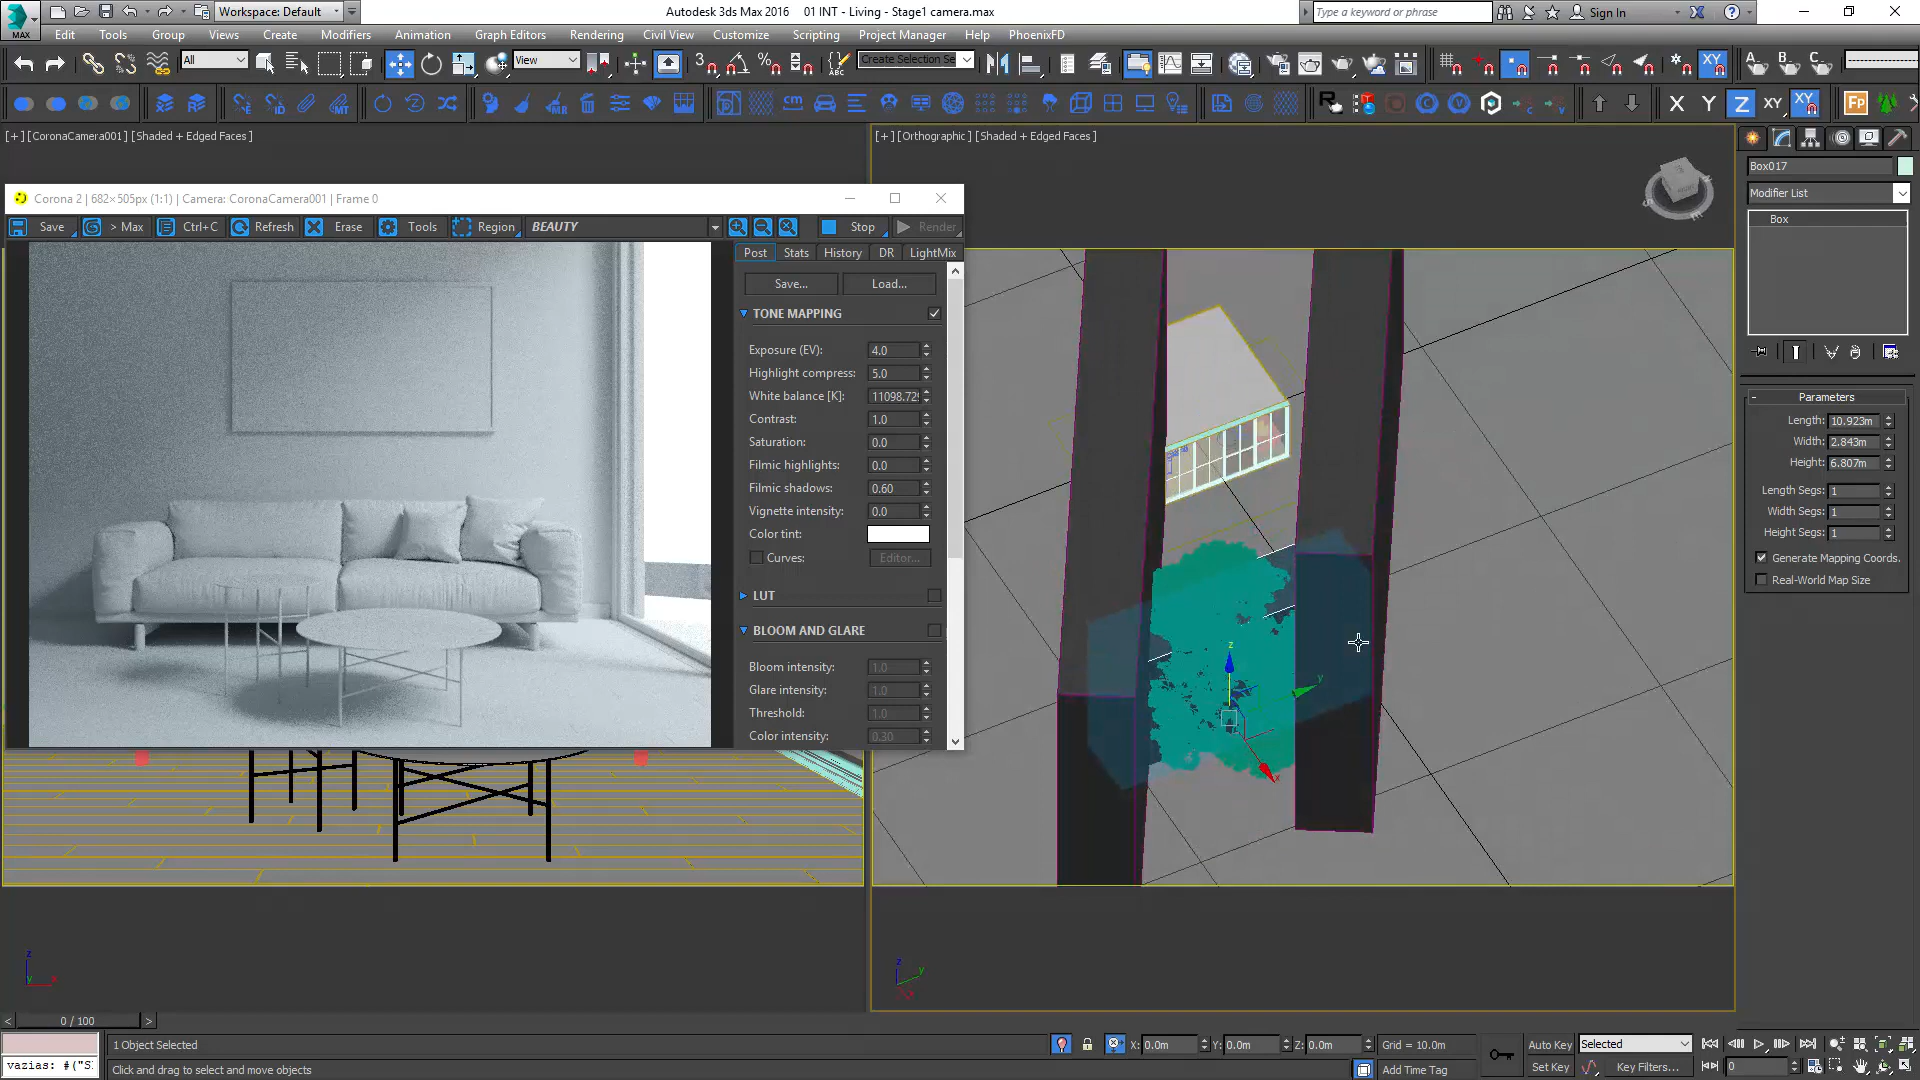 Workspace: Default
Autodesk 3ds Max 2016    01 INT - Living - Stage1 camera.max
Type a keyword or phrase
Sign In
MAX
Edit Tools Group Views Create Modifiers Animation Graph Editors Rendering Civil View Customize Scripting Project Manager Help PhoenixFD
All
View
Create Selection Se
XY
X Y Z XY XY
[+] [CoronaCamera001] [Shaded + Edged Faces]
[+] [Orthographic] [Shaded + Edged Faces]
Box017
Modifier List
Box
Corona 2 | 682×505px (1:1) | Camera: CoronaCamera001 | Frame 0
Save > Max Ctrl+C Refresh Erase Tools Region BEAUTY Stop Render
Post Stats History DR LightMix
Save... Load...
TONE MAPPING
Exposure (EV): 4.0
Highlight compress: 5.0
White balance [K]: 11098.729
Contrast: 1.0
Saturation: 0.0
Filmic highlights: 0.0
Filmic shadows: 0.60
Vignette intensity: 0.0
Color tint:
Curves: Editor...
LUT
BLOOM AND GLARE
Bloom intensity: 1.0
Glare intensity: 1.0
Threshold: 1.0
Color intensity: 0.30
Parameters
Length: 10.923m
Width: 2.843m
Height: 6.807m
Length Segs: 1
Width Segs: 1
Height Segs: 1
Generate Mapping Coords.
Real-World Map Size
z
y
x
0 / 100
vazias: #("S:
1 Object Selected
Click and drag to select and move objects
X: 0.0m Y: 0.0m Z: 0.0m Grid = 10.0m
Add Time Tag
Auto Key Selected
Set Key Key Filters...
0